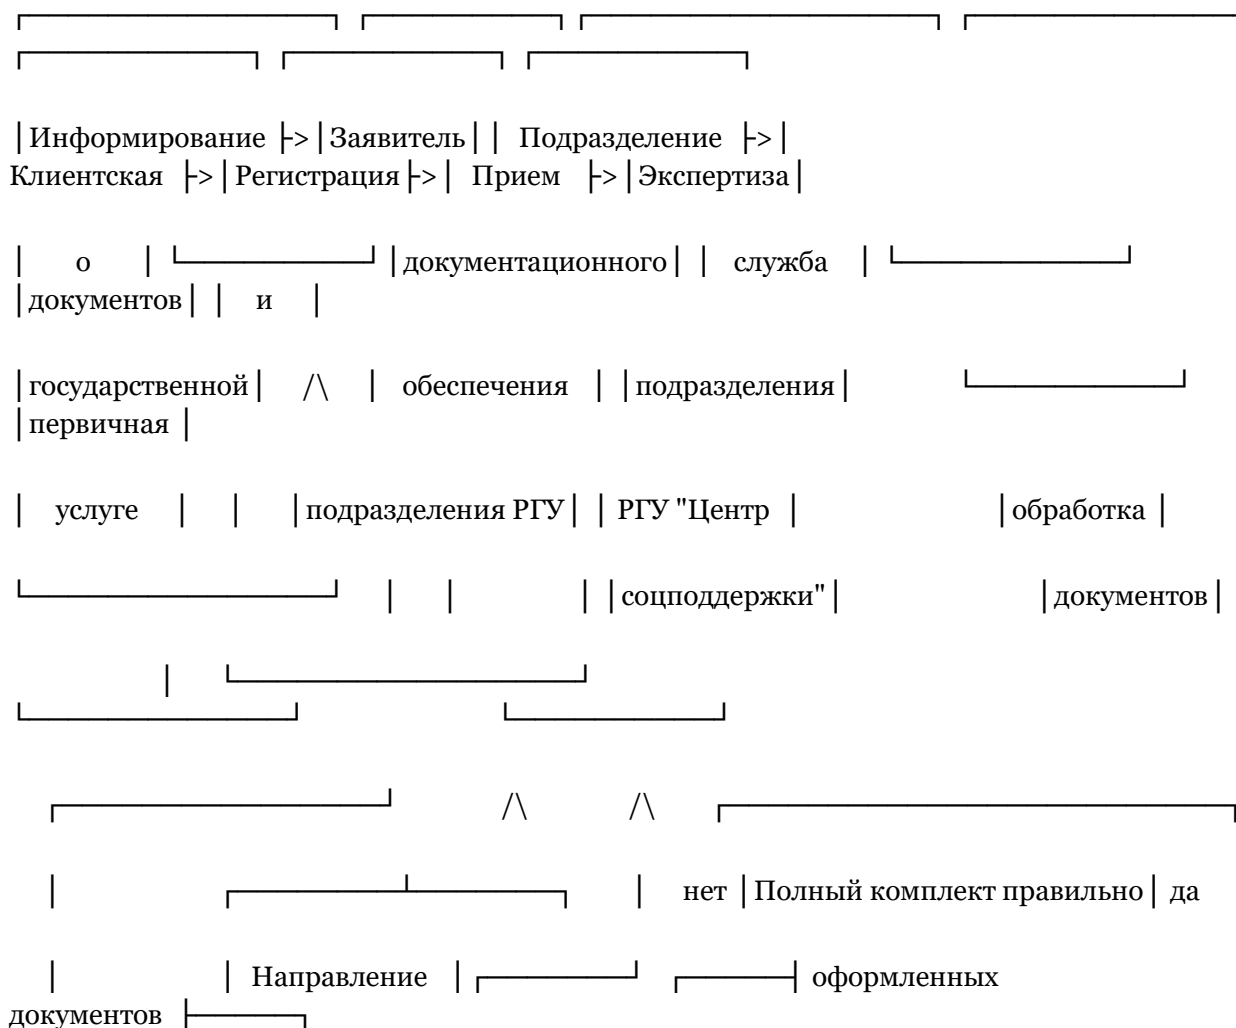 ┌────────────────┐ ┌──────────┐┌──────────────────┐ ┌──────────────
┌────────────┐ ┌───────────┐ ┌───────────┐
│Информирование ├>│Заявитель││ Подразделение ├>│
Клиентская ├>│Регистрация├>│ Прием ├>│Экспертиза│
│ о │ └──────────┘│документационного│ │ служба │ └────────────┘
│документов│ │ и │
│государственной│ /\ │ обеспечения │ │подразделения│ └───────────┘
│первичная │
│ услуге │ │ │подразделения РГУ│ │ РГУ "Центр │ │обработка │
└────────────────┘ │ │ │ │соцподдержки"│ │документов│
│ └──────────────────┘
└──────────────┘ └───────────┘
┌─────────────────┘ /\ /\ ┌──────────────────────────┐
│ ┌─────────┴────────┐ │ нет │Полный комплект правильно│ да
│ │ Направление │┌────────┘ ┌──────┤ оформленных
документов ├──────┐